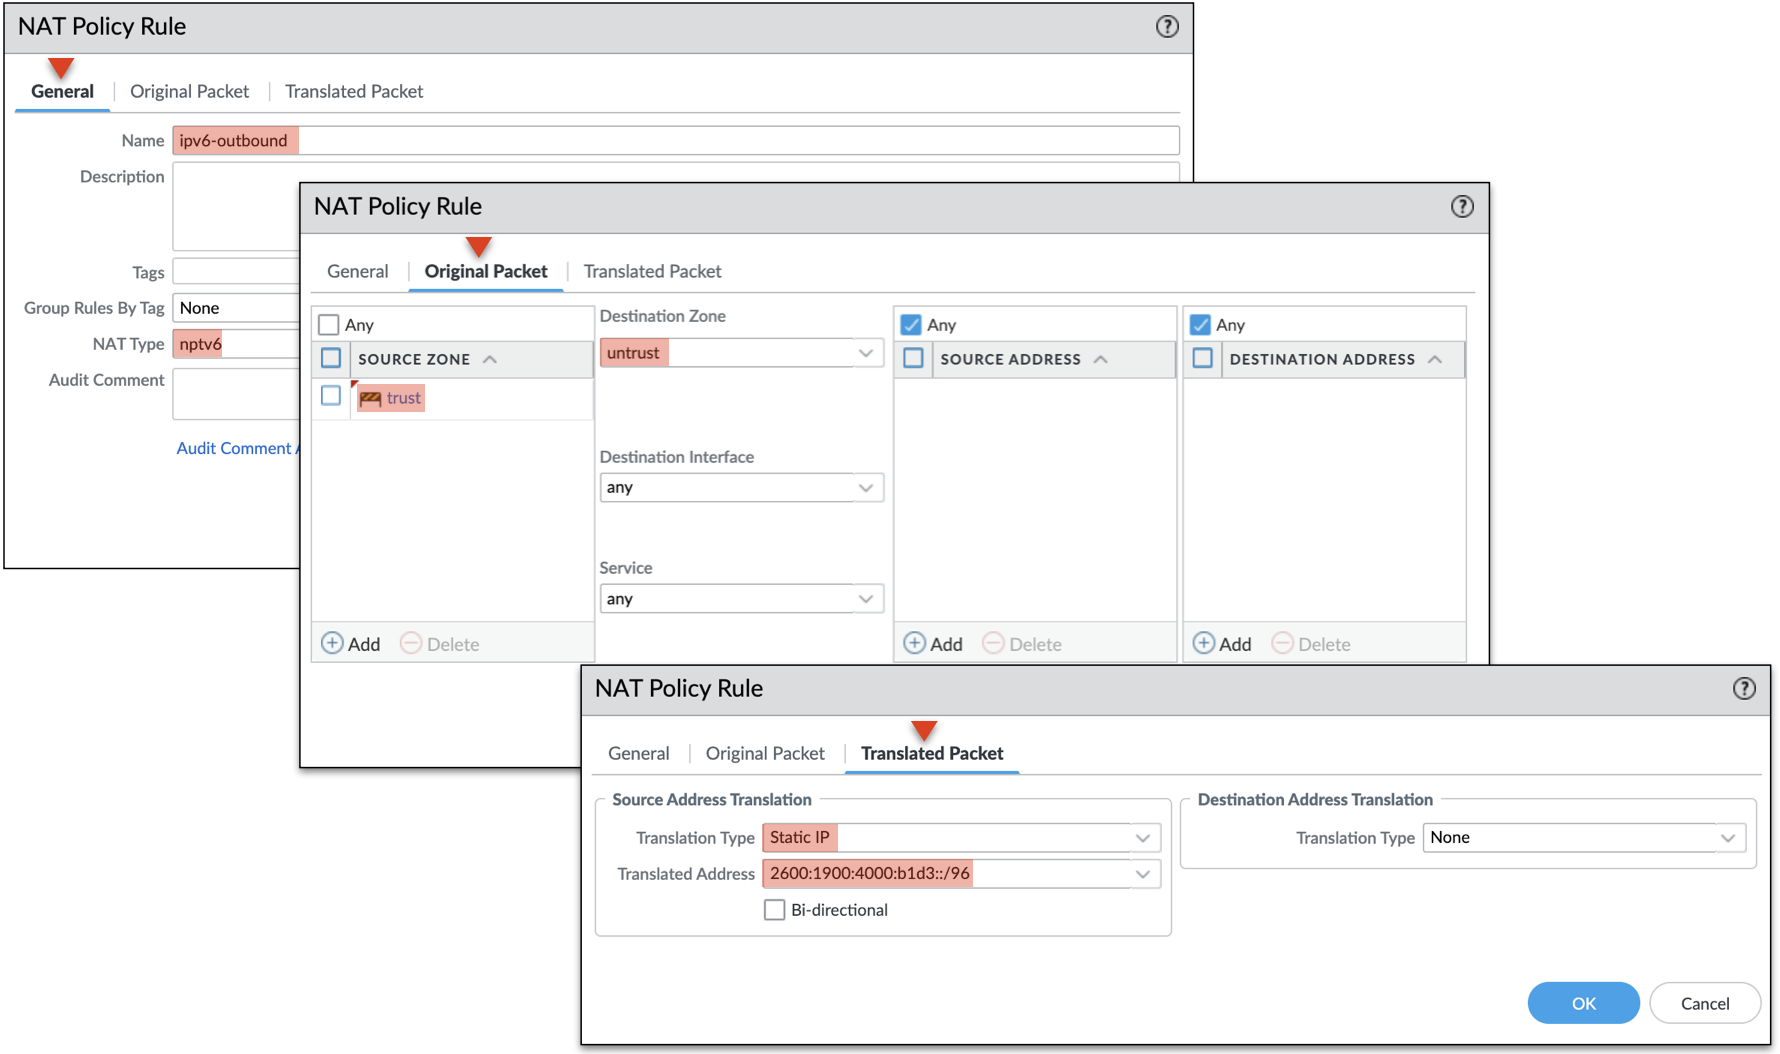 NAT Policy Rule
General
Original Packet
Translated Packet
Name
ipv6-outbound
Description
Tags
Group Rules By Tag
None
NAT Type
nptv6
Audit Comment
Audit Comment
NAT Policy Rule
General
Original Packet
Translated Packet
Any
SOURCE ZONE
trust
Add
Delete
Destination Zone
untrust
Destination Interface
any
Service
any
Any
SOURCE ADDRESS
Add
Delete
Any
DESTINATION ADDRESS
Add
Delete
NAT Policy Rule
General
Original Packet
Translated Packet
Source Address Translation
Translation Type
Static IP
Translated Address
2600:1900:4000:b1d3::/96
Bi-directional
Destination Address Translation
Translation Type
None
OK
Cancel